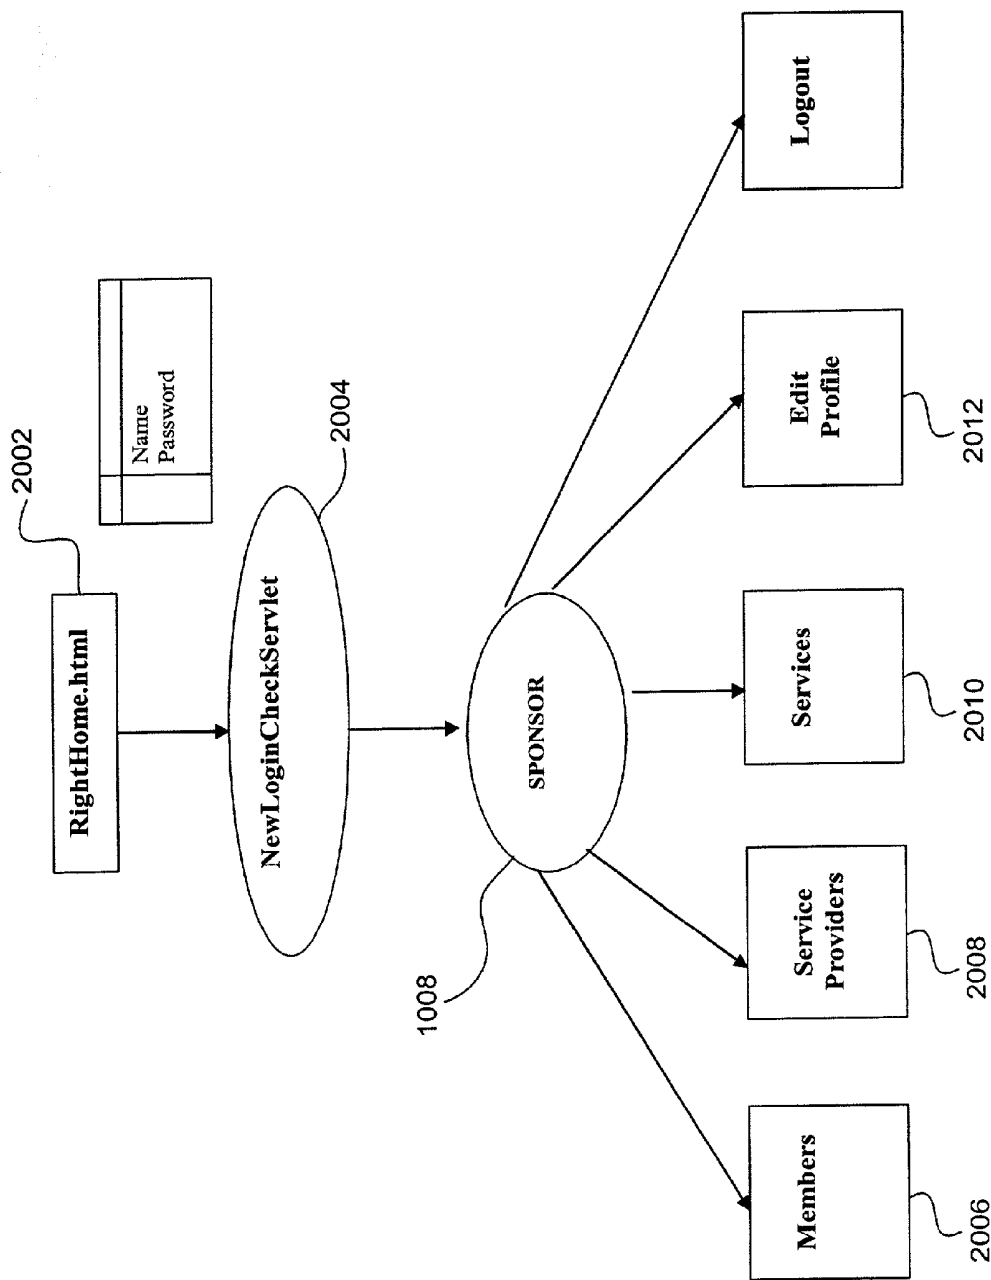 2002
RightHome.html
Name
Password
2004
NewLoginCheckServlet
1008
SPONSOR
Members
Service
Providers
Services
Edit
Profile
Logout
2006
2008
2010
2012